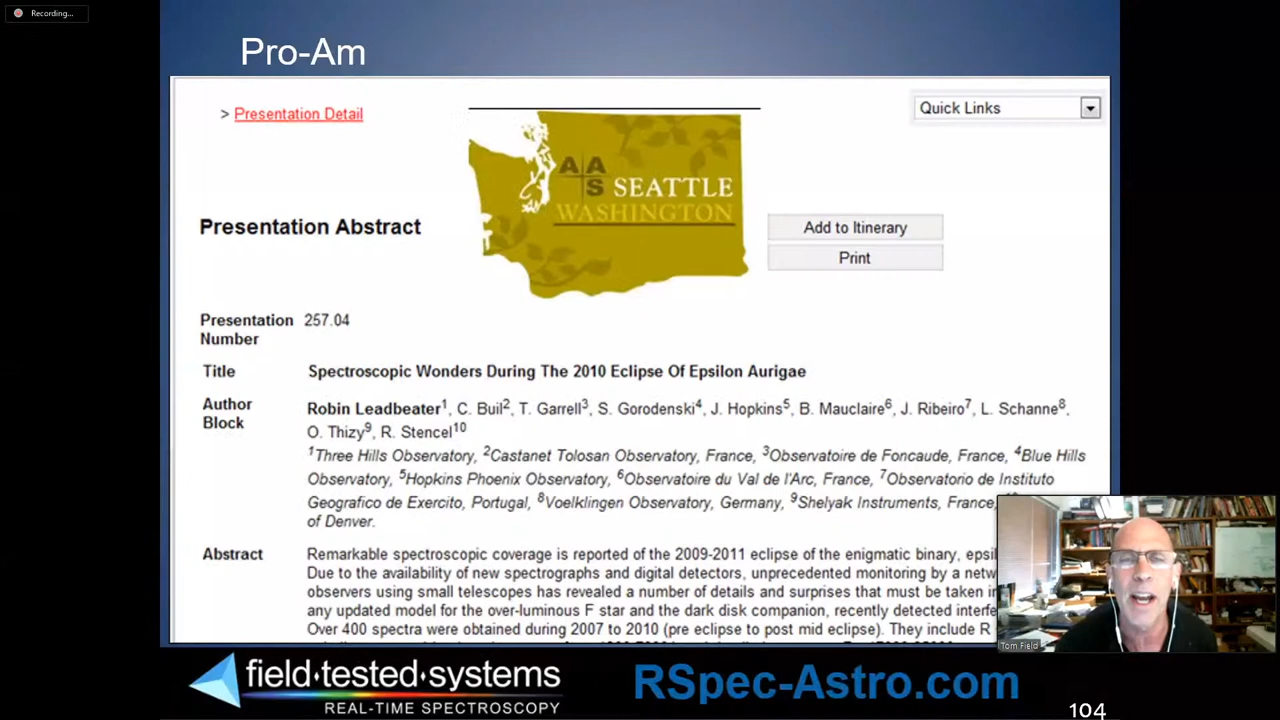 Recording...
Pro-Am
> Presentation Detail
Quick Links
AAS SEATTLE
WASHINGTON
Presentation Abstract
Add to Itinerary
Print
Presentation Number 257.04
Title Spectroscopic Wonders During The 2010 Eclipse Of Epsilon Aurigae
Author Block Robin Leadbeater1, C. Buil2, T. Garrell3, S. Gorodenski4, J. Hopkins5, B. Mauclaire6, J. Ribeiro7, L. Schanne8,
O. Thizy9, R. Stencel10
1Three Hills Observatory, 2Castanet Tolosan Observatory, France, 3Observatoire de Foncaude, France, 4Blue Hills
Observatory, 5Hopkins Phoenix Observatory, 6Observatoire du Val de l'Arc, France, 7Observatorio de Instituto
Geografico de Exercito, Portugal, 8Voelklingen Observatory, Germany, 9Shelyak Instruments, France,
of Denver.
Abstract Remarkable spectroscopic coverage is reported of the 2009-2011 eclipse of the enigmatic binary,
Due to the availability of new spectrographs and digital detectors, unprecedented monitoring by a
observers using small telescopes has revealed a number of details and surprises that must be taken
any updated model for the over-luminous F star and the dark disk companion, recently detected
Over 400 spectra were obtained during 2007 to 2010 (pre eclipse to post mid eclipse). They include R
Tom Field
field·tested·systems
REAL-TIME SPECTROSCOPY
RSpec-Astro.com
104